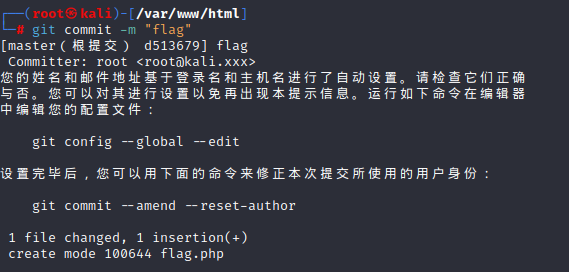 ┌──(root㉿kali)-[/var/www/html]
└─# git commit -m "flag"
[master（根提交） d513679] flag
 Committer: root <root@kali.xxx>
您的姓名和邮件地址基于登录名和主机名进行了自动设置。请检查它们正确
与否。您可以对其进行设置以免再出现本提示信息。运行如下命令在编辑器
中编辑您的配置文件：
    git config --global --edit
设置完毕后，您可以用下面的命令来修正本次提交所使用的用户身份：
    git commit --amend --reset-author
 1 file changed, 1 insertion(+)
 create mode 100644 flag.php